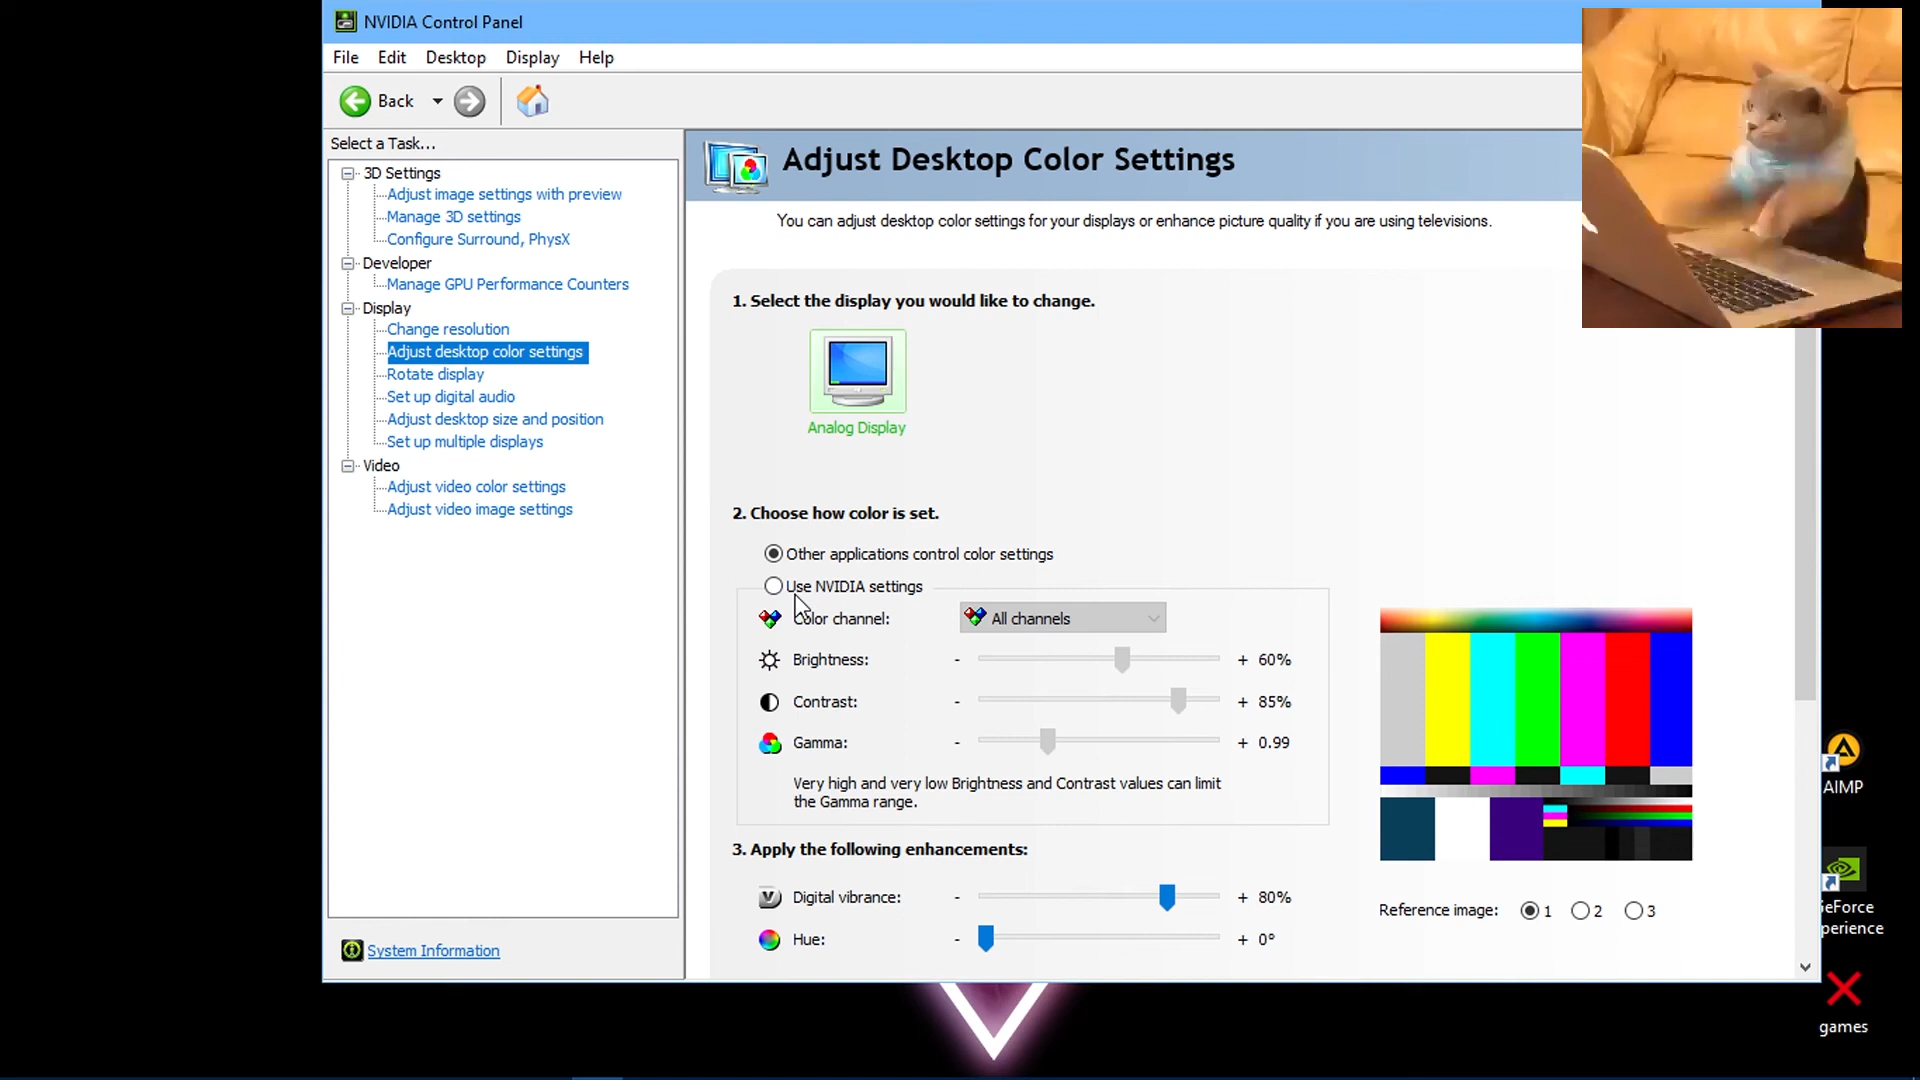 NVIDIA Control Panel
File Edit Desktop Display Help
Back
Select a Task...
3D Settings
Adjust image settings with preview
Manage 3D settings
Configure Surround, PhysX
Developer
Manage GPU Performance Counters
Display
Change resolution
Adjust desktop color settings
Rotate display
Set up digital audio
Adjust desktop size and position
Set up multiple displays
Video
Adjust video color settings
Adjust video image settings
System Information
Adjust Desktop Color Settings
You can adjust desktop color settings for your displays or enhance picture quality if you are using televisions.
1. Select the display you would like to change.
Analog Display
2. Choose how color is set.
Other applications control color settings
Use NVIDIA settings
Color channel: All channels
Brightness: - + 60%
Contrast: - + 85%
Gamma: - + 0.99
Very high and very low Brightness and Contrast values can limit
the Gamma range.
3. Apply the following enhancements:
Digital vibrance: - + 80%
Hue: - + 0°
Reference image: 1 2 3
AIMP
GeForce
perience
games